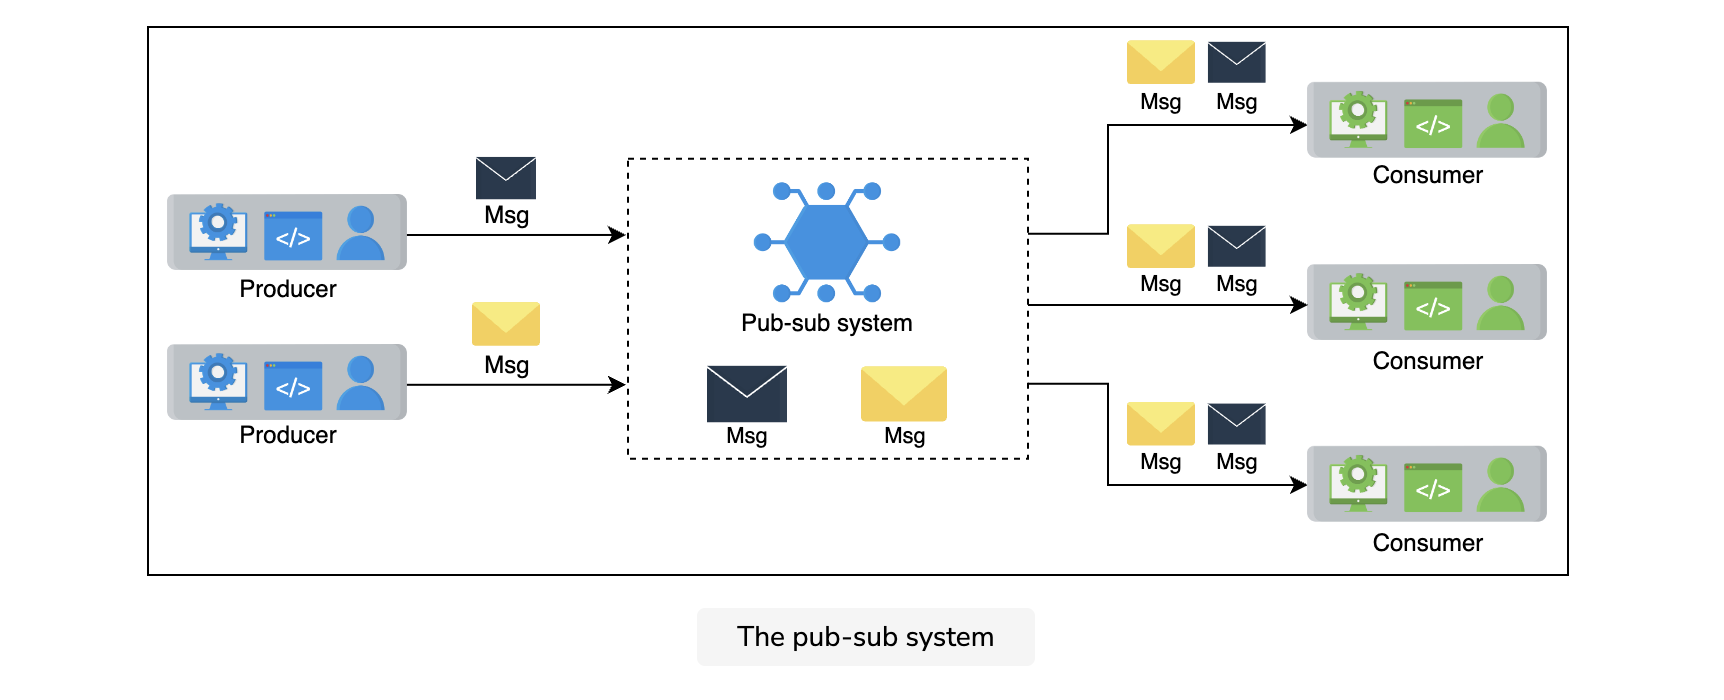 Msg
Producer
Msg
Producer
Pub-sub system
Msg
Msg
Msg
Msg
Consumer
Msg
Msg
Consumer
Msg
Msg
Consumer
</>
</>
</>
</>
</>
The pub-sub system